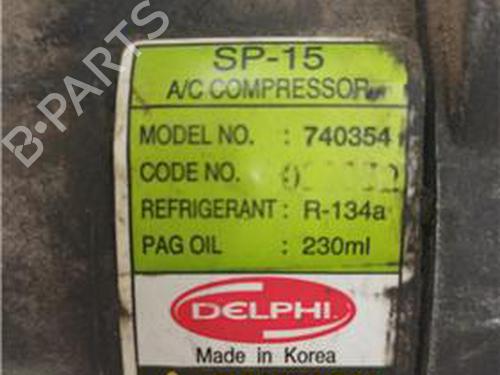 SP-15
A/C COMPRESSOR
MODEL NO. : 740354
CODE NO.
REFRIGERANT : R-134a
PAG OIL : 230ml
DELPHI
Made in Korea
B-PARTS